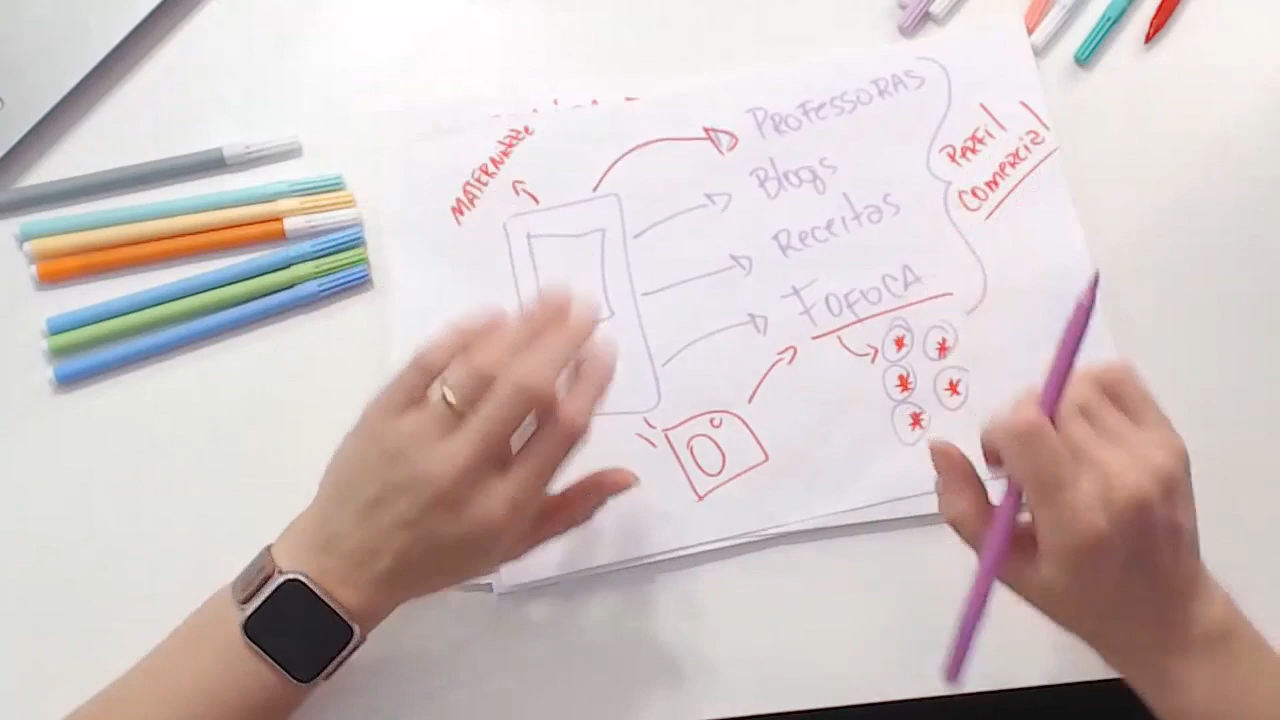 MATERNIDADE
PROFESSORAS
Blogs
Receitas
FOFOCA
PERFIL
COMERCIAL